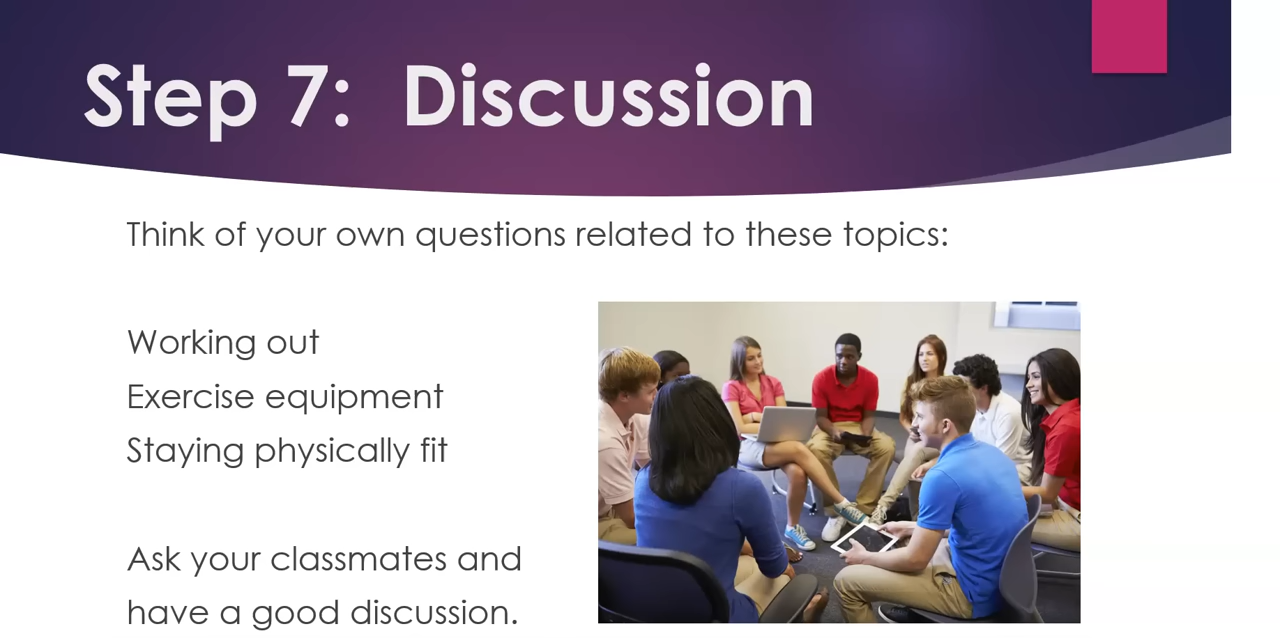 Step 7: Discussion
Think of your own questions related to these topics:
Working out
Exercise equipment
Staying physically fit
Ask your classmates and
have a good discussion.